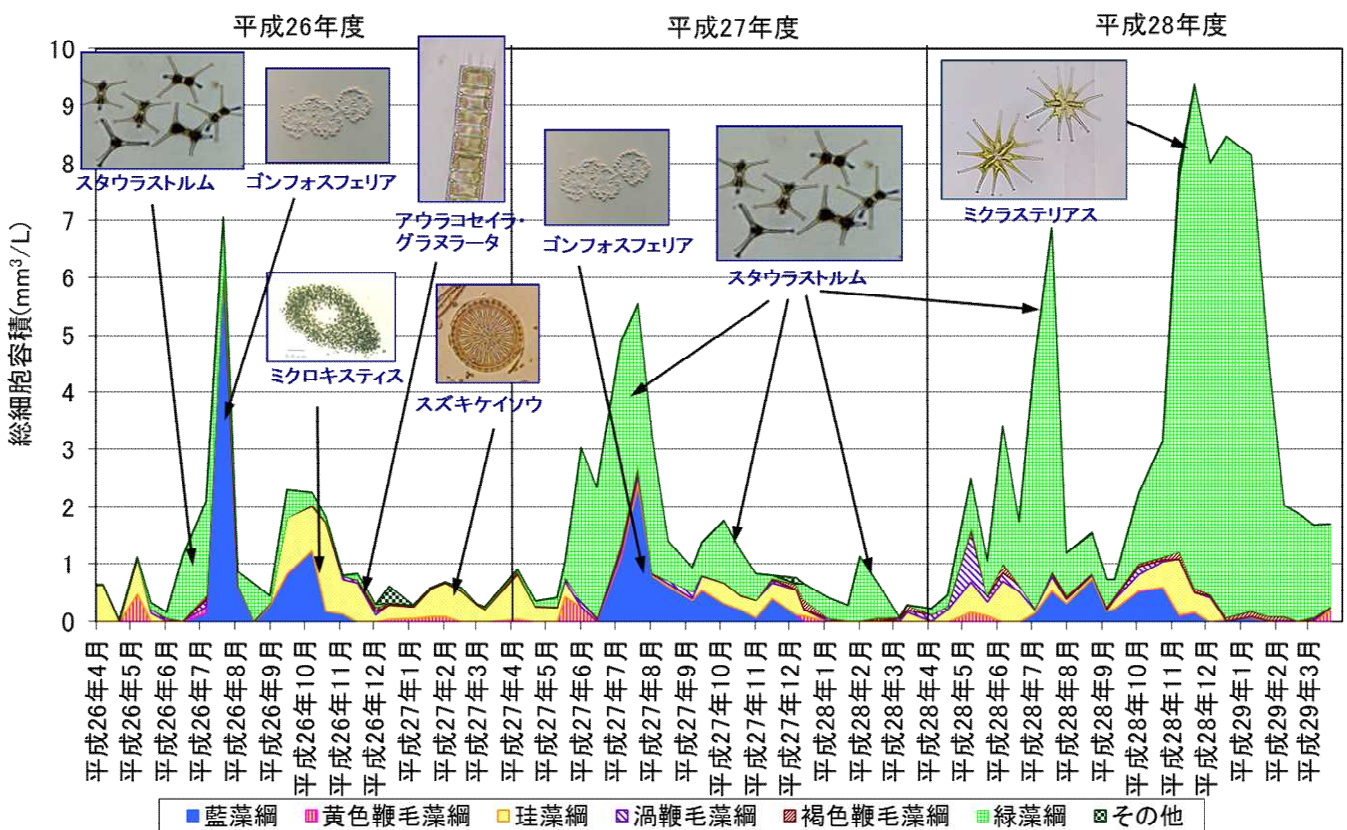 平成26年度
平成27年度
平成28年度
総細胞容積(mm³/L)
10
9
8
7
6
5
4
3
2
1
0
スタウラストルム
ゴンフォスフェリア
アウラコセイラ・
グラヌラータ
ミクロキスティス
スズキケイソウ
ゴンフォスフェリア
スタウラストルム
ミクラステリアス
平成26年4月
平成26年5月
平成26年6月
平成26年7月
平成26年8月
平成26年9月
平成26年10月
平成26年11月
平成26年12月
平成27年1月
平成27年2月
平成27年3月
平成27年4月
平成27年5月
平成27年6月
平成27年7月
平成27年8月
平成27年9月
平成27年10月
平成27年11月
平成27年12月
平成28年1月
平成28年2月
平成28年3月
平成28年4月
平成28年5月
平成28年6月
平成28年7月
平成28年8月
平成28年9月
平成28年10月
平成28年11月
平成28年12月
平成29年1月
平成29年2月
平成29年3月
藍藻綱 黄色鞭毛藻綱 珪藻綱 渦鞭毛藻綱 褐色鞭毛藻綱 緑藻綱 その他